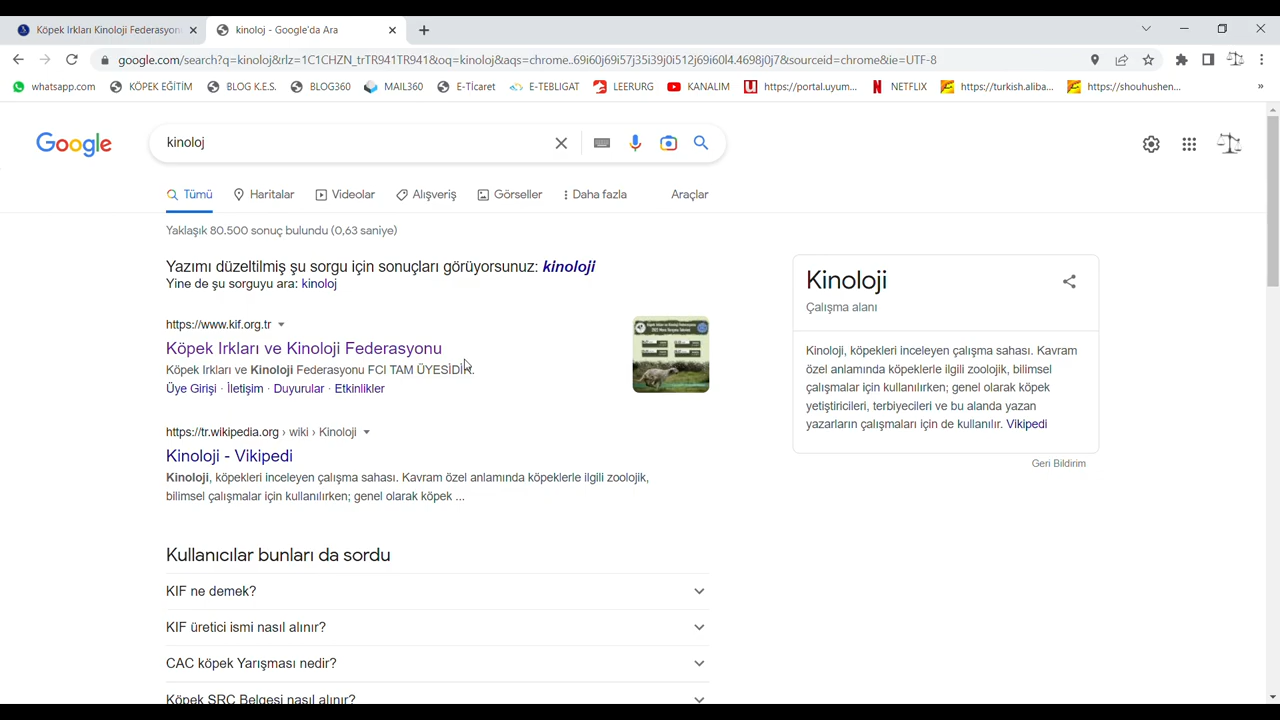 Köpek Irkları Kinoloji Federasyon
kinoloj - Google'da Ara
google.com/search?q=kinoloj&rlz=1C1CHZN_trTR941TR941&oq=kinoloj&aqs=chrome..69i60j69i57j35i39j0i512j69i60l4.4698j0j7&sourceid=chrome&ie=UTF-8
whatsapp.com KÖPEK EĞİTİM BLOG K.E.S. BLOG360 MAİL360 E-Ticaret E-TEBLIGAT LEERURG KANALIM https://portal.uyum... NETFLIX https://turkish.aliba... https://shouhushen... »
Google
kinoloj
Tümü Haritalar Videolar Alışveriş Görseller Daha fazla Araçlar
Yaklaşık 80.500 sonuç bulundu (0,63 saniye)
Yazımı düzeltilmiş şu sorgu için sonuçları görüyorsunuz: kinoloji
Yine de şu sorguyu ara: kinoloj
https://www.kif.org.tr
Köpek Irkları ve Kinoloji Federasyonu
Köpek Irkları ve Kinoloji Federasyonu FCI TAM ÜYESİDİR.
Üye Girişi · İletişim · Duyurular · Etkinlikler
https://tr.wikipedia.org › wiki › Kinoloji
Kinoloji - Vikipedi
Kinoloji, köpekleri inceleyen çalışma sahası. Kavram özel anlamında köpeklerle ilgili zoolojik,
bilimsel çalışmalar için kullanılırken; genel olarak köpek ...
Kullanıcılar bunları da sordu
KIF ne demek?
KIF üretici ismi nasıl alınır?
CAC köpek Yarışması nedir?
Köpek SRC Belgesi nasıl alınır?
Kinoloji
Çalışma alanı
Kinoloji, köpekleri inceleyen çalışma sahası. Kavram
özel anlamında köpeklerle ilgili zoolojik, bilimsel
çalışmalar için kullanılırken; genel olarak köpek
yetiştiricileri, terbiyecileri ve bu alanda yazan
yazarların çalışmaları için de kullanılır. Vikipedi
Geri Bildirim